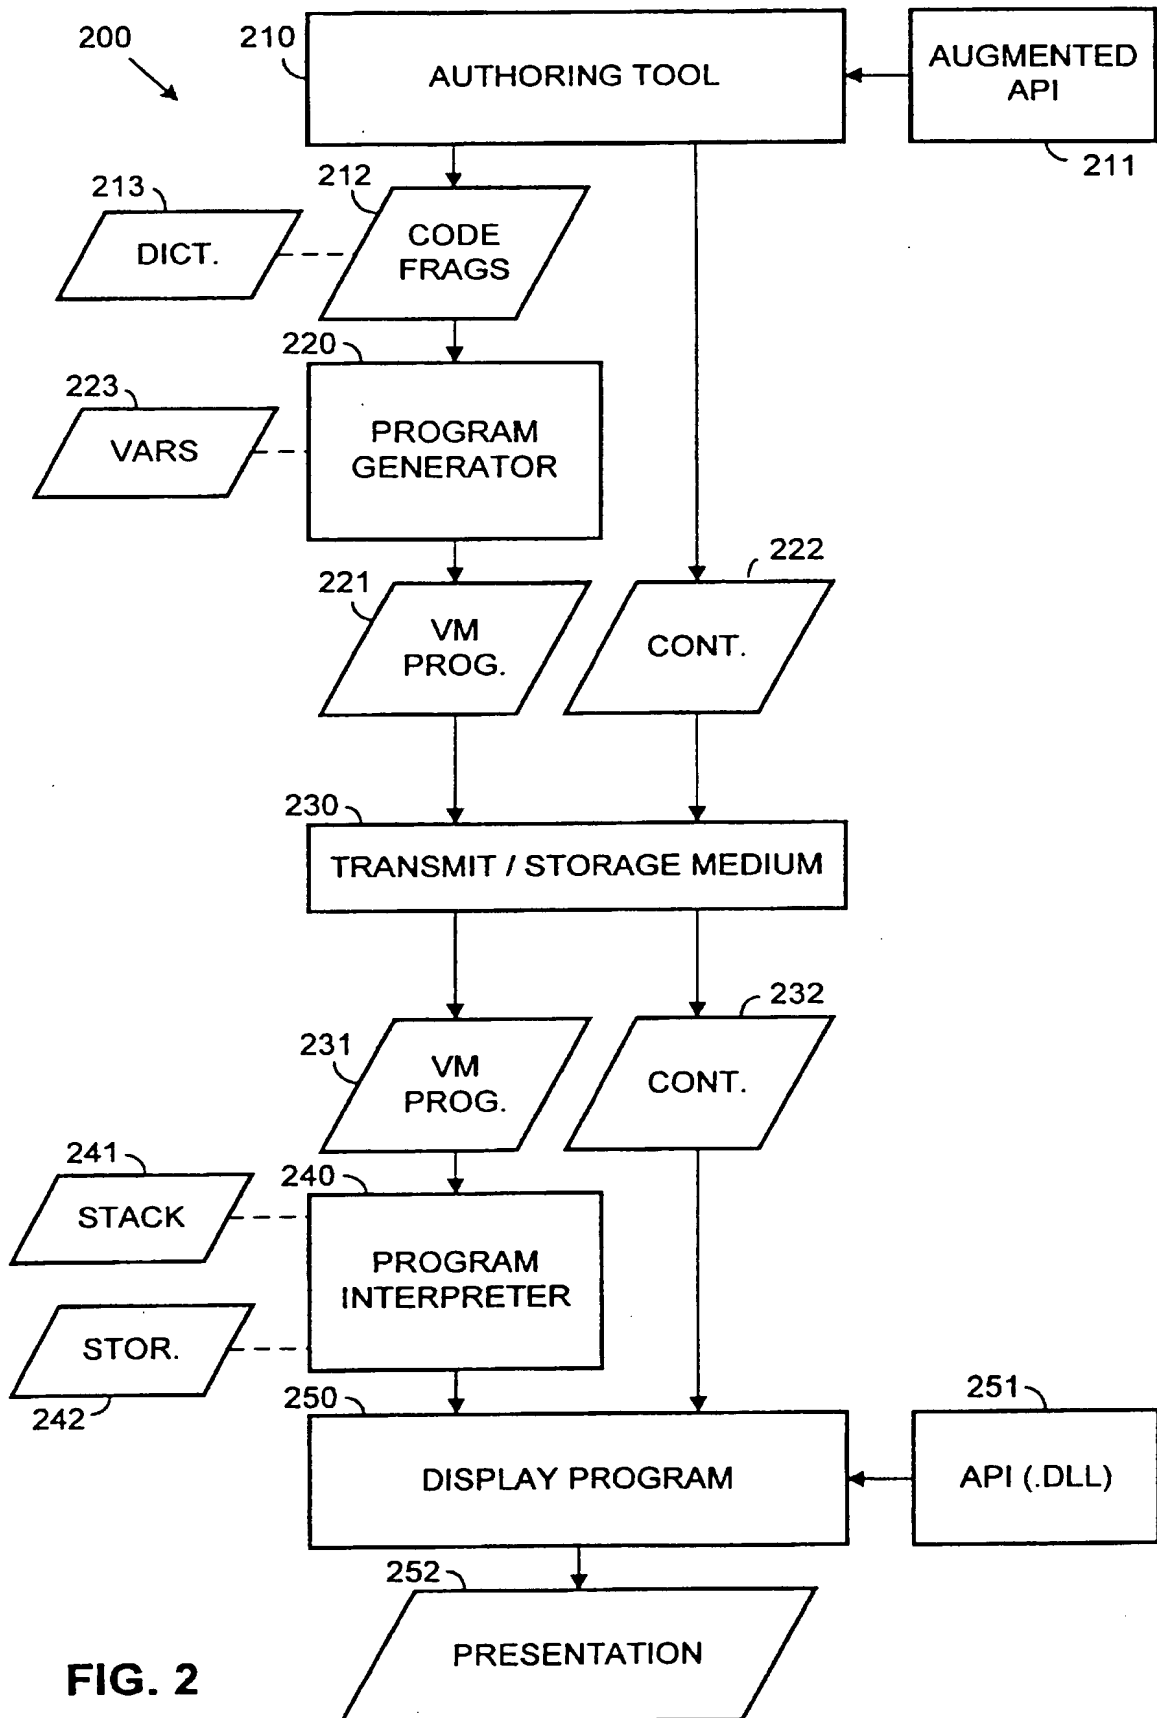 200
210
AUTHORING TOOL
AUGMENTED
API
211
213
212
DICT.
CODE
FRAGS
220
223
VARS
PROGRAM
GENERATOR
222
221
VM
PROG.
CONT.
230
TRANSMIT / STORAGE MEDIUM
232
231
VM
PROG.
CONT.
241
240
STACK
PROGRAM
INTERPRETER
STOR.
242
250
251
DISPLAY PROGRAM
API (.DLL)
252
PRESENTATION
FIG. 2